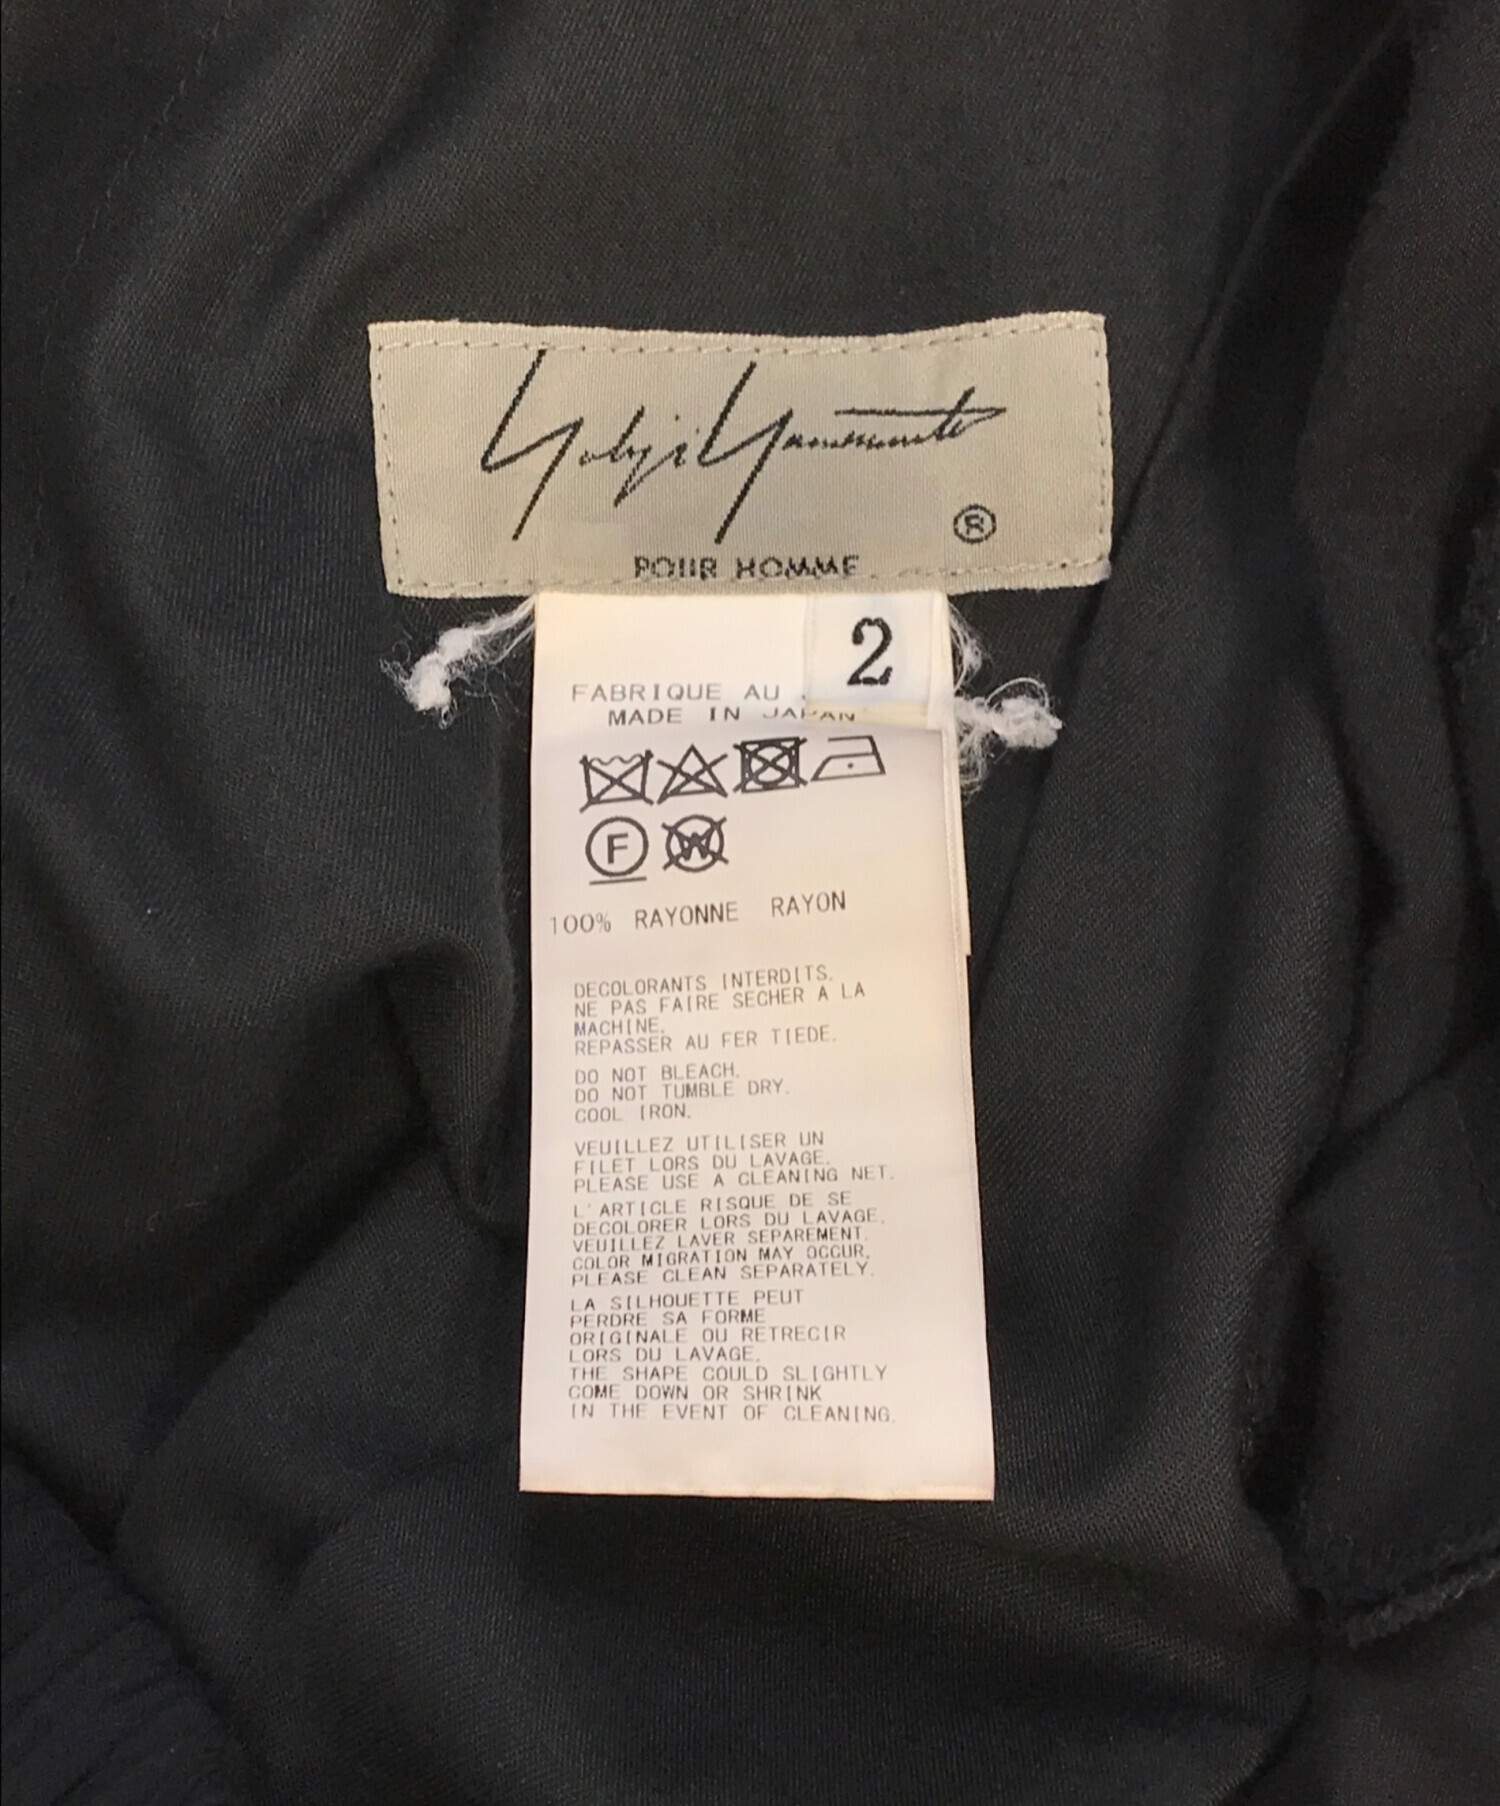 Yohji Yamamoto
®
POUR HOMME
2
FABRIQUE AU
MADE IN JAPAN
F W
100% RAYONNE RAYON
DECOLORANTS INTERDITS.
NE PAS FAIRE SECHER A LA
MACHINE.
REPASSER AU FER TIEDE.
DO NOT BLEACH.
DO NOT TUMBLE DRY.
COOL IRON.
VEUILLEZ UTILISER UN
FILET LORS DU LAVAGE.
PLEASE USE A CLEANING NET.
L'ARTICLE RISQUE DE SE
DECOLORER LORS DU LAVAGE.
VEUILLEZ LAVER SEPAREMENT.
COLOR MIGRATION MAY OCCUR,
PLEASE CLEAN SEPARATELY.
LA SILHOUETTE PEUT
PERDRE SA FORME
ORIGINALE OU RETRECIR
LORS DU LAVAGE.
THE SHAPE COULD SLIGHTLY
COME DOWN OR SHRINK
IN THE EVENT OF CLEANING.